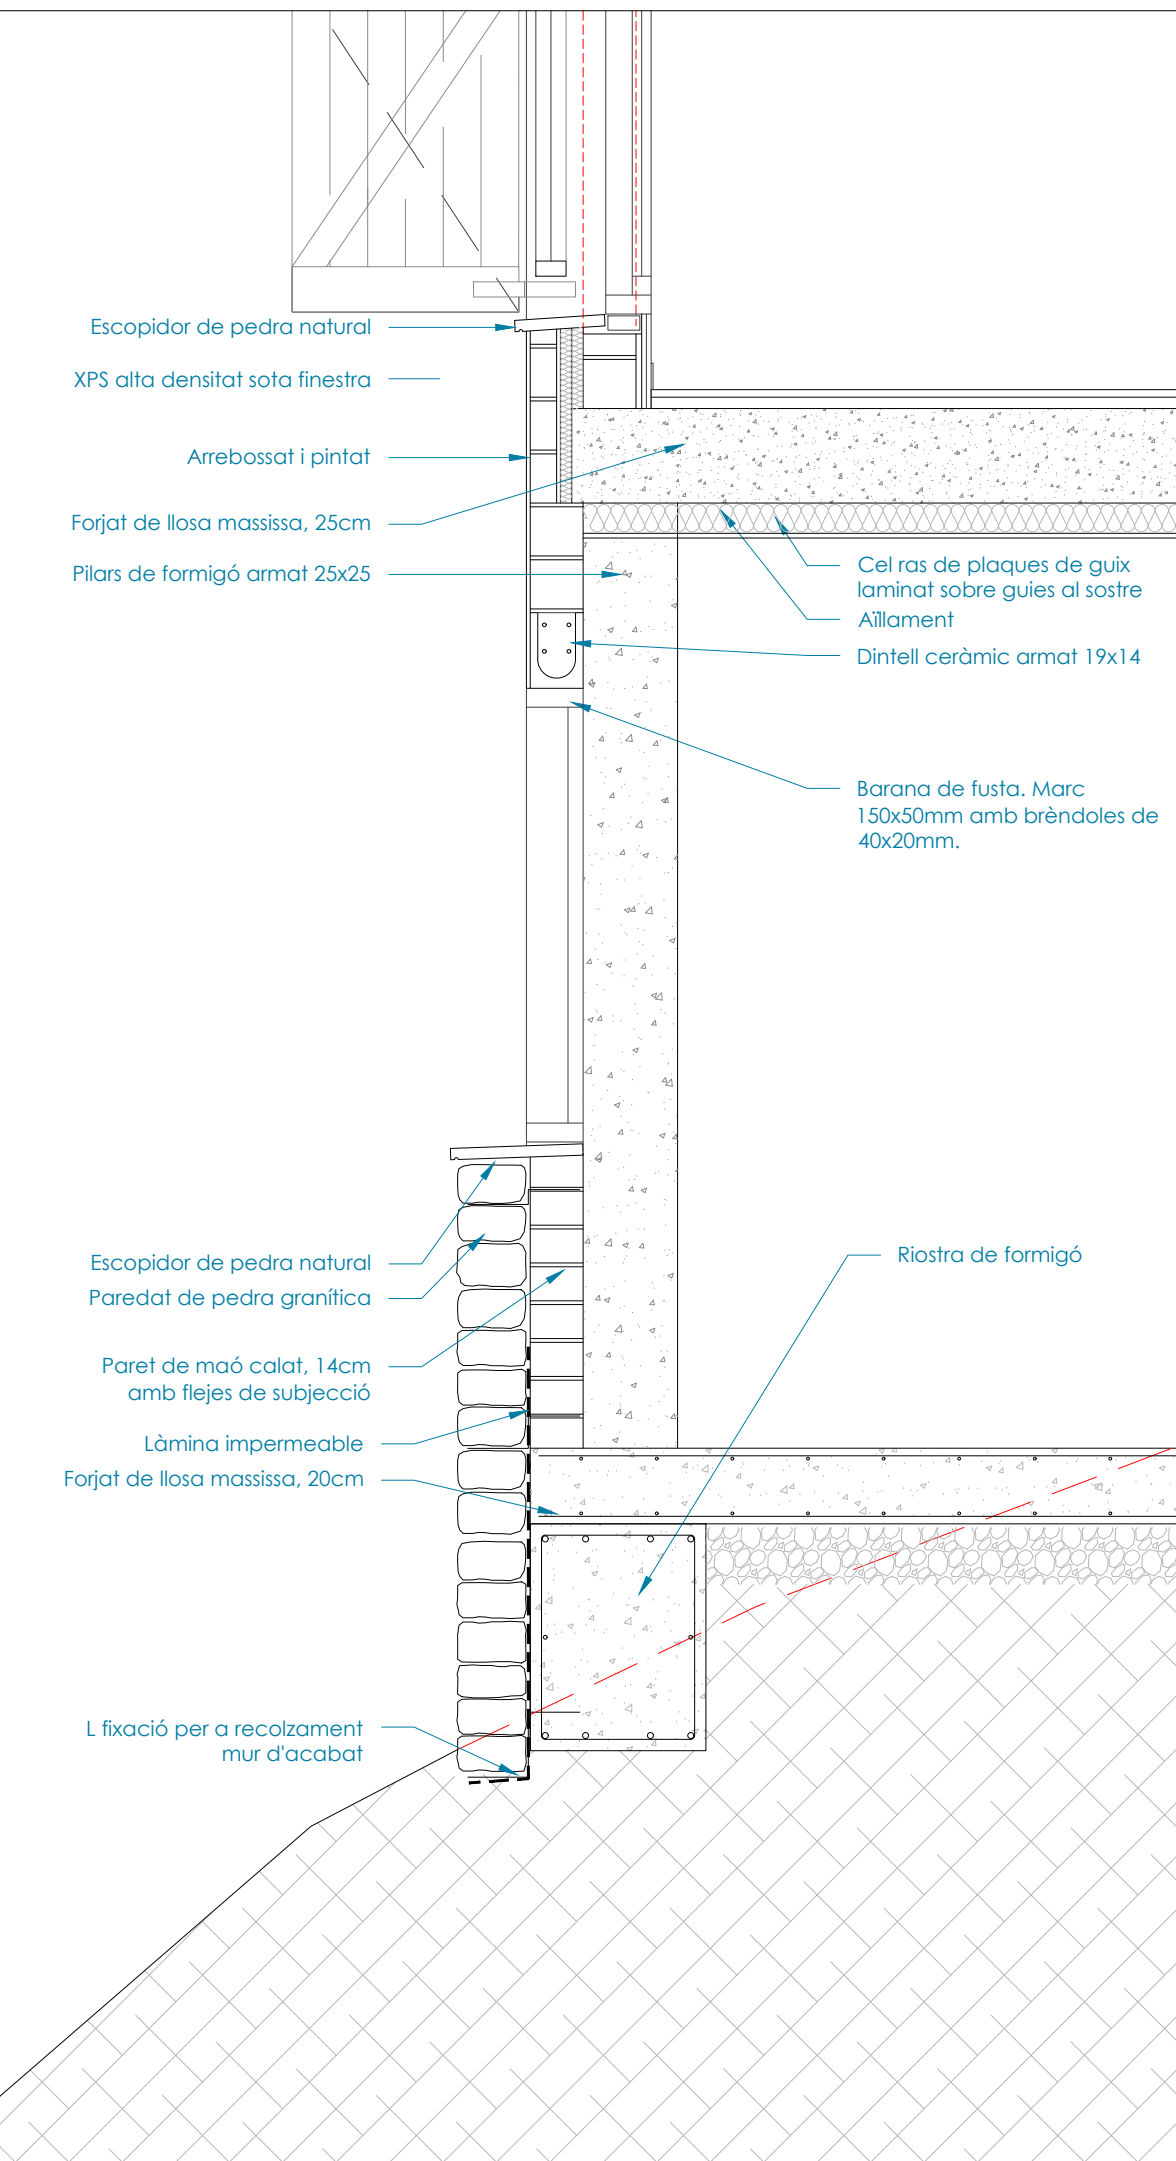 Escopidor de pedra natural
XPS alta densitat sota finestra
Arrebossat i pintat
Forjat de llosa massissa, 25cm
Pilars de formigó armat 25x25
Cel ras de plaques de guix
laminat sobre guies al sostre
Aïllament
Dintell ceràmic armat 19x14
Barana de fusta. Marc
150x50mm amb brèndoles de
40x20mm.
Escopidor de pedra natural
Paredat de pedra granítica
Paret de maó calat, 14cm
amb flejes de subjecció
Làmina impermeable
Forjat de llosa massissa, 20cm
Riostra de formigó
L fixació per a recolzament
mur d'acabat